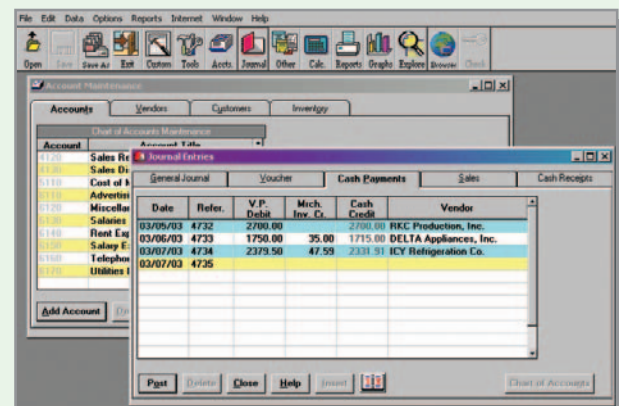 File Edit Data Options Reports Internet Window Help
Open Save Save As Exit Custom Tools Accts. Journal Other Calc. Reports Graphs Explore Browser Check
Account Maintenance
Accounts Vendors Customers Inventory
Chart of Accounts Maintenance
Account Account Title
4120 Sales Re
4130 Sales Di
5110 Cost of M
6110 Advertisi
6120 Miscella
6130 Salaries
6140 Rent Exp
6150 Salary E
6160 Telepho
6170 Utilities
Add Account
Journal Entries
General Journal Voucher Cash Payments Sales Cash Receipts
Date Refer. V.P. Debit Mrch. Inv. Cr. Cash Credit Vendor
03/05/03 4732 2700.00 2700.00 RKC Production, Inc.
03/06/03 4733 1750.00 35.00 1715.00 DELTA Appliances, Inc.
03/07/03 4734 2379.50 47.59 2331.91 ICY Refrigeration Co.
03/07/03 4735
Post Delete Close Help Insert Chart of Accounts